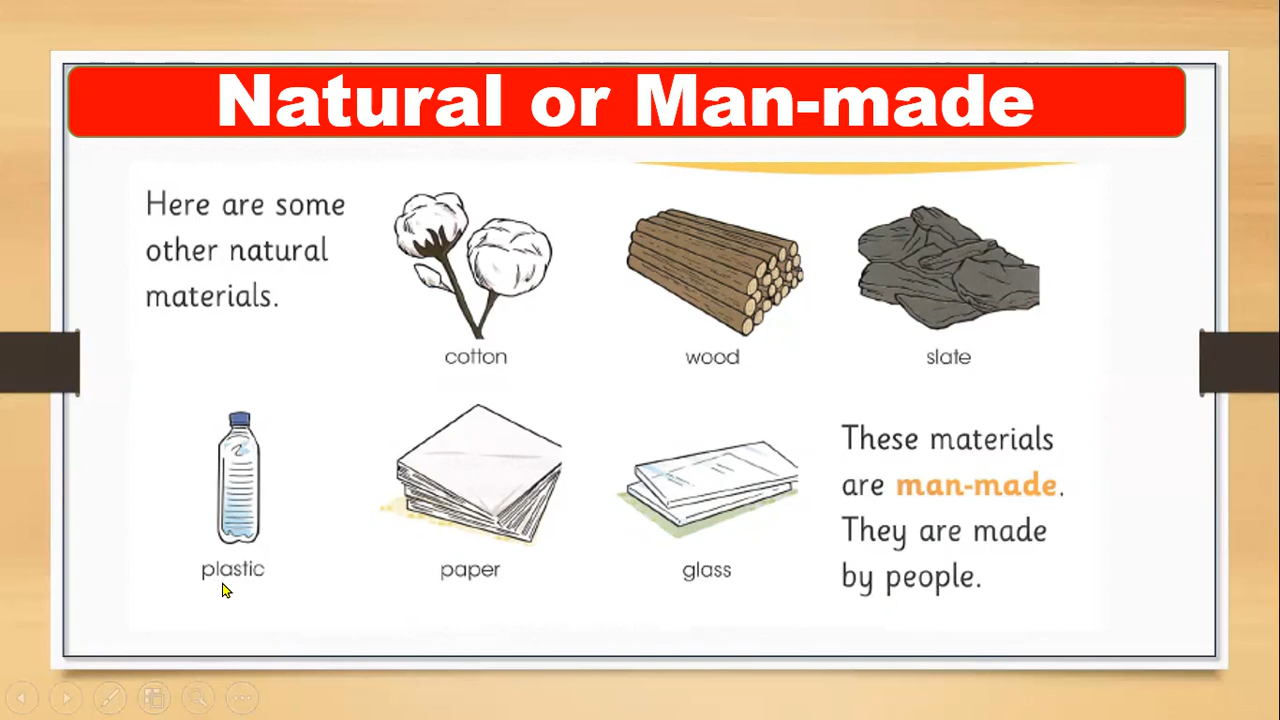 Natural or Man-made
Here are some
other natural
materials.
cotton
wood
slate
plastic
paper
glass
These materials
are man-made.
They are made
by people.